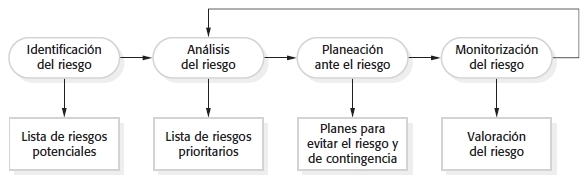 Identificación
del riesgo
Análisis
del riesgo
Planeación
ante el riesgo
Monitorización
del riesgo
Lista de riesgos
potenciales
Lista de riesgos
prioritarios
Planes para
evitar el riesgo y
de contingencia
Valoración
del riesgo